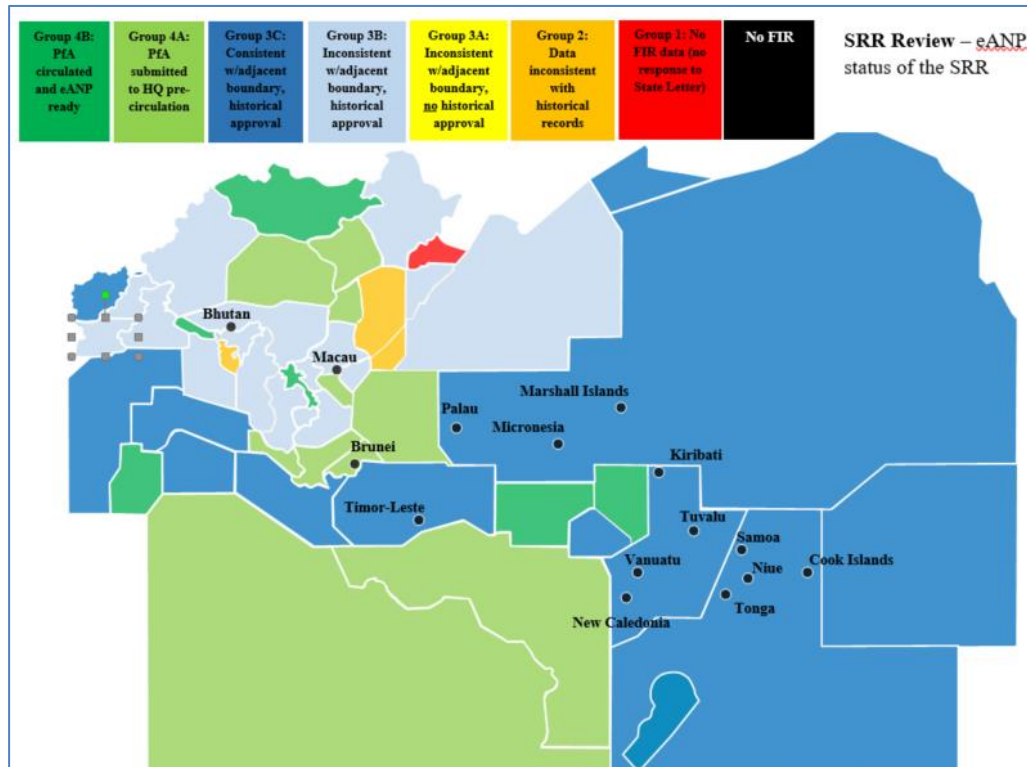 Group 4B:
PfA
circulated
and eANP
ready
Group 4A:
PfA
submitted
to HQ pre-
circulation
Group 3C:
Consistent
w/adjacent
boundary,
historical
approval
Group 3B:
Inconsistent
w/adjacent
boundary,
historical
approval
Group 3A:
Inconsistent
w/adjacent
boundary,
no historical
approval
Group 2:
Data
inconsistent
with
historical
records
Group 1: No
FIR data (no
response to
State Letter)
No FIR
SRR Review – eANP
status of the SRR
Bhutan
Macau
Marshall Islands
Palau
Micronesia
Brunei
Kiribati
Timor-Leste
Tuvalu
Samoa
Vanuatu
Niue
Cook Islands
Tonga
New Caledonia